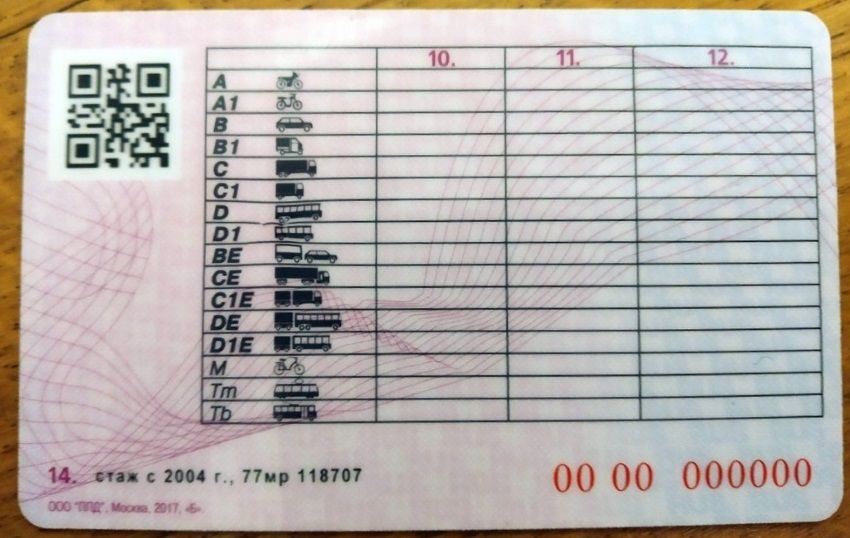 10. 11. 12.
A
A1
B
B1
C
C1
D
D1
BE
CE
C1E
DE
D1E
M
Tm
Tb
14. стаж с 2004 г., 77мр 118707
00 00 000000
ООО "ППД", Москва, 2017, «Б».